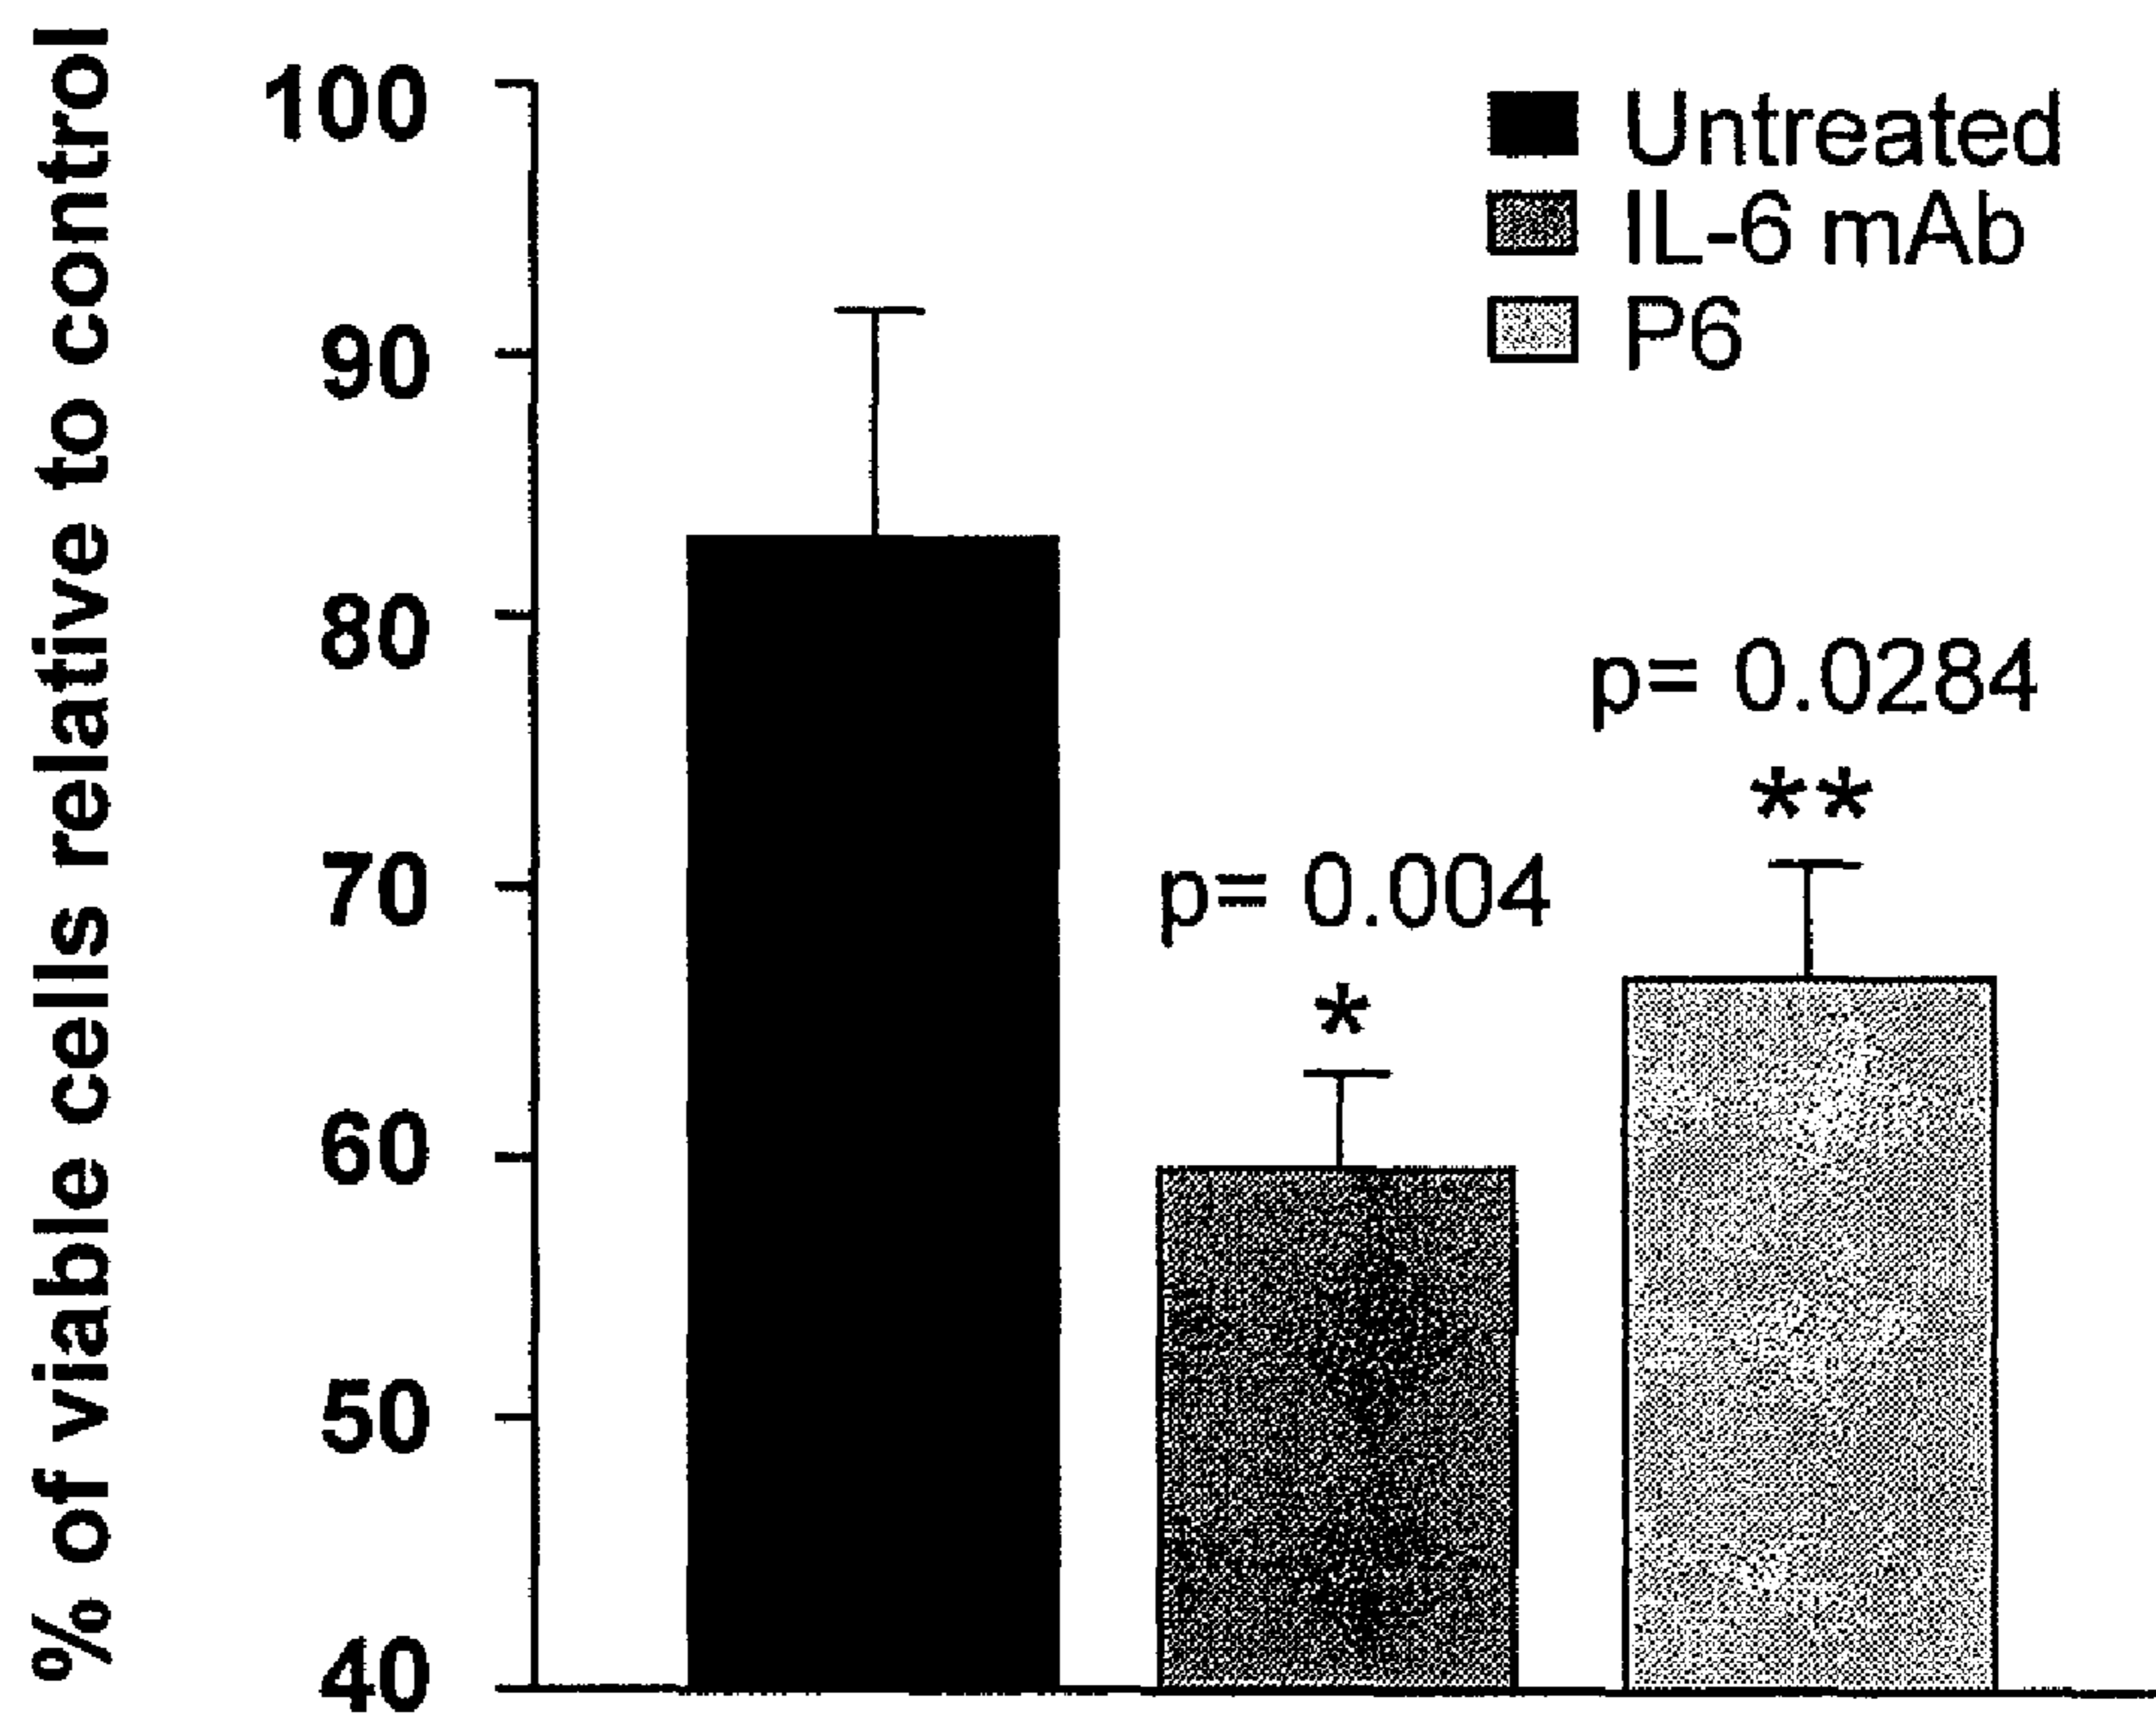 % of viable cells relative to control
100
90
80
70
60
50
40
Untreated
IL-6 mAb
P6
p= 0.0284
**
p= 0.004
*